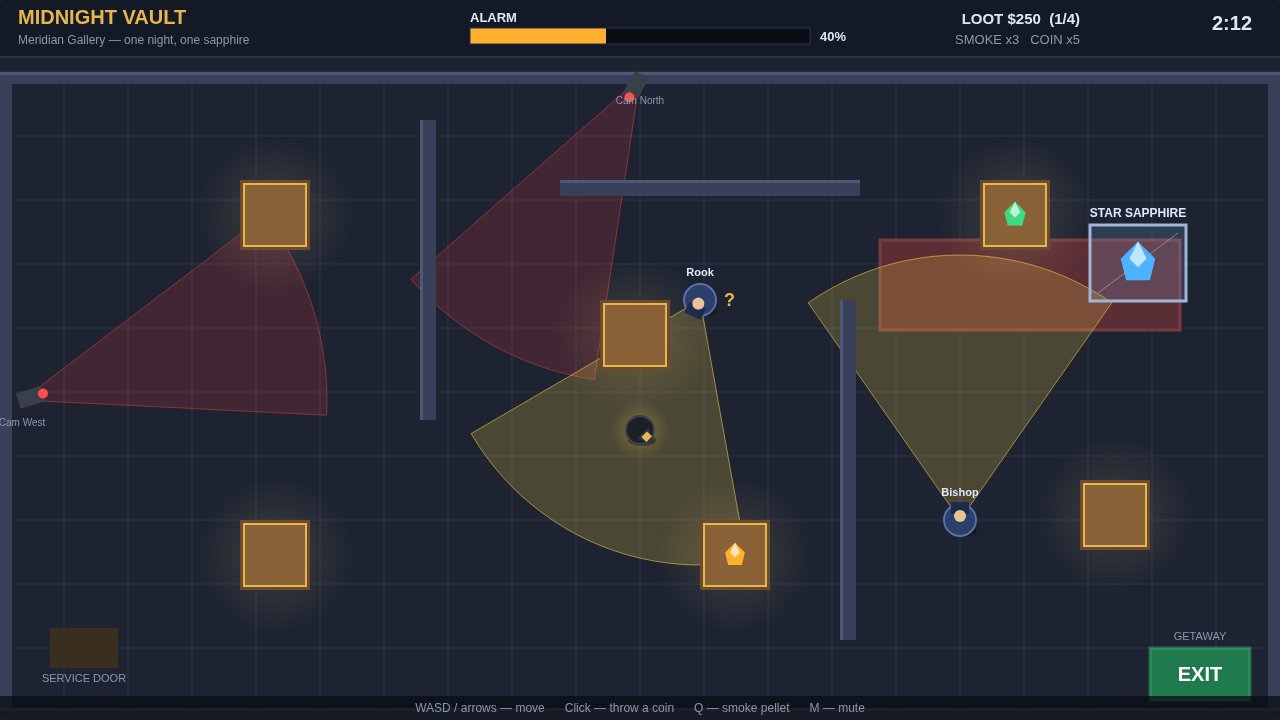 MIDNIGHT VAULT
Meridian Gallery — one night, one sapphire
ALARM
40%
LOOT $250 (1/4)
SMOKE x3 COIN x5
2:12
Cam North
STAR SAPPHIRE
Rook
?
Cam West
Bishop
GETAWAY
EXIT
SERVICE DOOR
WASD / arrows — move Click — throw a coin Q — smoke pellet M — mute